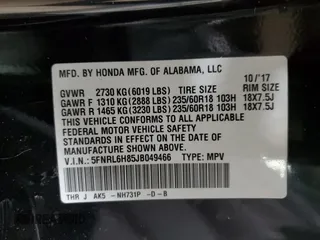 MFD. BY HONDA MFG. OF ALABAMA, LLC
10/'17
GVWR 2730 KG(6019 LBS) TIRE SIZE RIM SIZE
GAWR F 1310 KG(2888 LBS) 235/60R18 103H 18X7.5J
GAWR R 1465 KG(3230 LBS) 235/60R18 103H 18X7.5J
THIS VEHICLE CONFORMS TO ALL APPLICABLE
FEDERAL MOTOR VEHICLE SAFETY STANDARDS
IN EFFECT ON THE DATE OF MANUFACTURE
SHOWN ABOVE.
V.I.N: 5FNRL6H85JB049466 TYPE: MPV
THR J AK5 -NH731P -D-B